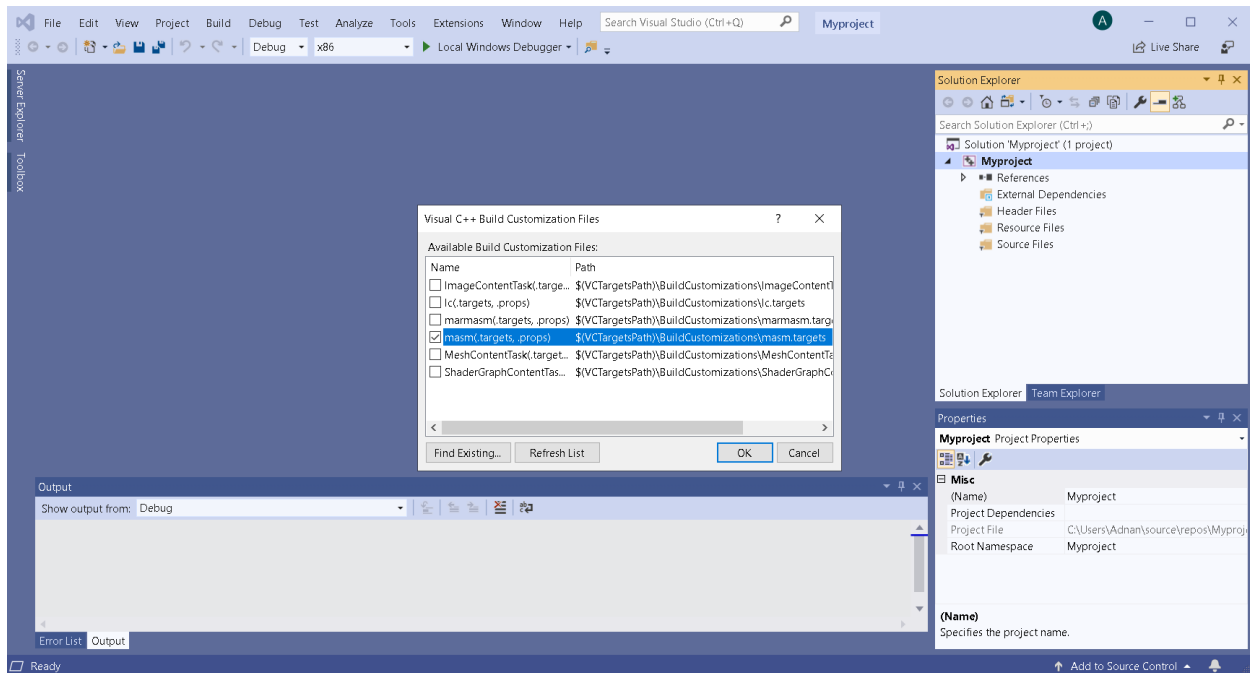 File Edit View Project Build Debug Test Analyze Tools Extensions Window Help Search Visual Studio (Ctrl+Q) Myproject A
Debug x86 Local Windows Debugger Live Share
Server Explorer
Toolbox
Solution Explorer
Search Solution Explorer (Ctrl+;)
Solution 'Myproject' (1 project)
Myproject
References
External Dependencies
Header Files
Resource Files
Source Files
Solution Explorer Team Explorer
Visual C++ Build Customization Files ?
Available Build Customization Files:
Name Path
ImageContentTask(.targe... $(VCTargetsPath)\BuildCustomizations\ImageContentT
lc(.targets, .props) $(VCTargetsPath)\BuildCustomizations\lc.targets
marmasm(.targets, .props) $(VCTargetsPath)\BuildCustomizations\marmasm.targ
masm(.targets, .props) $(VCTargetsPath)\BuildCustomizations\masm.targets
MeshContentTask(.target... $(VCTargetsPath)\BuildCustomizations\MeshContentTa
ShaderGraphContentTas... $(VCTargetsPath)\BuildCustomizations\ShaderGraphC
Find Existing... Refresh List OK Cancel
Properties
Myproject Project Properties
Misc
(Name) Myproject
Project Dependencies
Project File C:\Users\Adnan\source\repos\Myproj
Root Namespace Myproject
(Name)
Specifies the project name.
Output
Show output from: Debug
Error List Output
Ready Add to Source Control